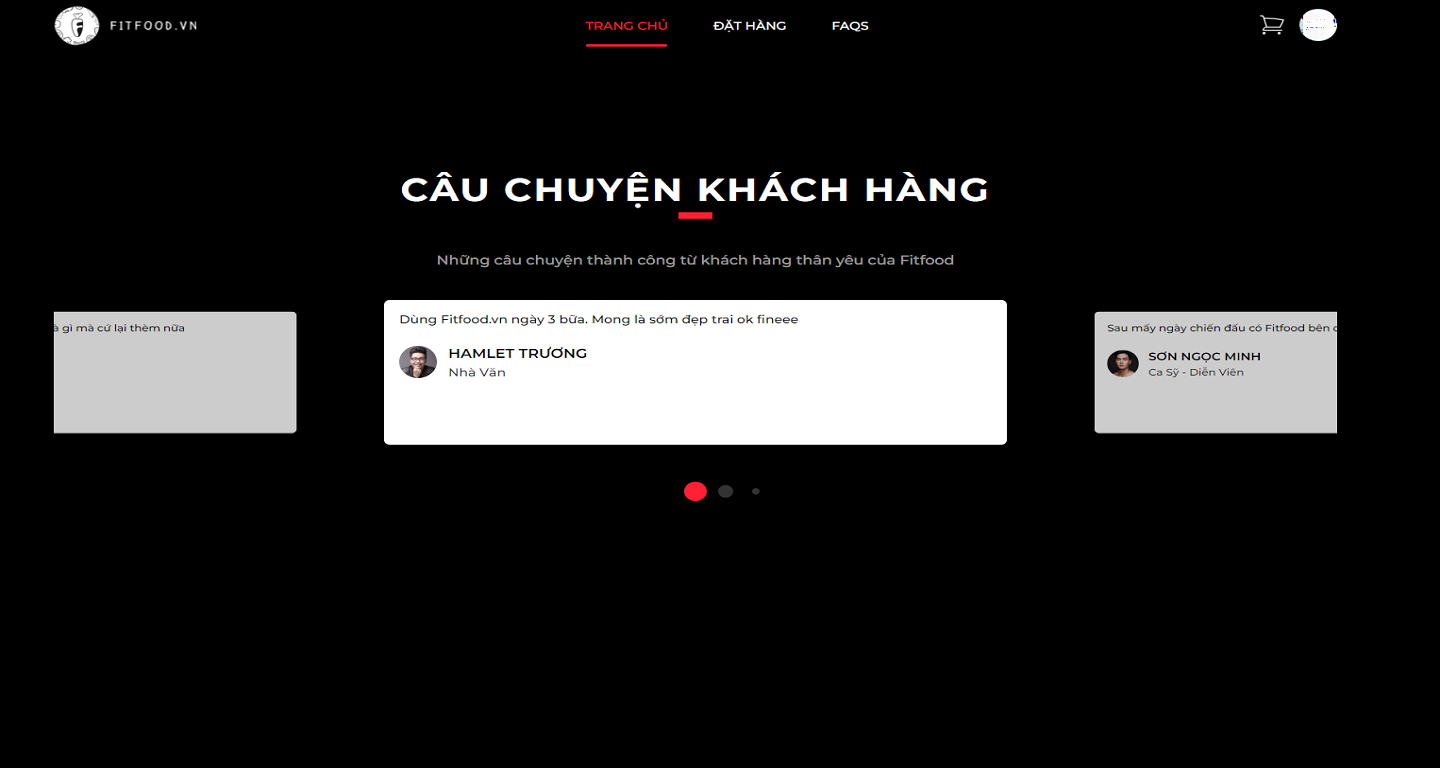 FITFOOD.VN
TRANG CHỦ
ĐẶT HÀNG
FAQS
CÂU CHUYỆN KHÁCH HÀNG
Những câu chuyện thành công từ khách hàng thân yêu của Fitfood
gì mà cứ lại thèm nữa
Dùng Fitfood.vn ngày 3 bữa. Mong là sớm đẹp trai ok fineee
HAMLET TRƯƠNG
Nhà Văn
Sau mấy ngày chiến đấu có Fitfood bên
SƠN NGỌC MINH
Ca Sỹ - Diễn Viên